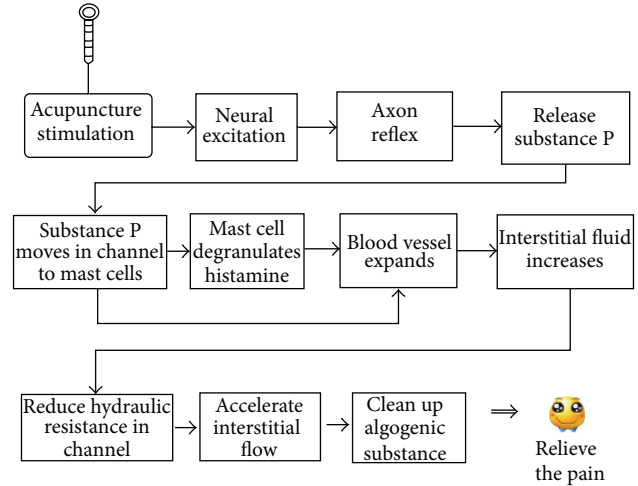 Acupuncture
stimulation
Neural
excitation
Axon
reflex
Release
substance P
Substance P
moves in channel
to mast cells
Mast cell
degranulates
histamine
Blood vessel
expands
Interstitial fluid
increases
Reduce hydraulic
resistance in
channel
Accelerate
interstitial
flow
Clean up
algogenic
substance
Relieve
the pain